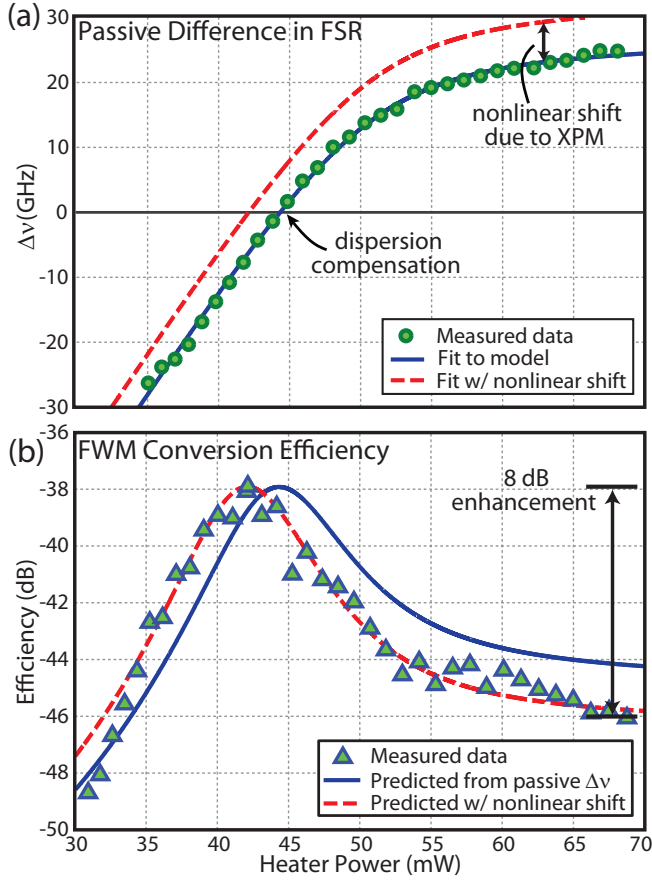 (a)
Passive Difference in FSR
30
20
10
0
-10
-20
-30
Δν(GHz)
nonlinear shift
due to XPM
dispersion
compensation
Measured data
Fit to model
Fit w/ nonlinear shift
(b)
FWM Conversion Efficiency
-36
-38
-40
-42
-44
-46
-48
-50
Efficiency (dB)
8 dB
enhancement
Measured data
Predicted from passive Δν
Predicted w/ nonlinear shift
30 35 40 45 50 55 60 65 70
Heater Power (mW)